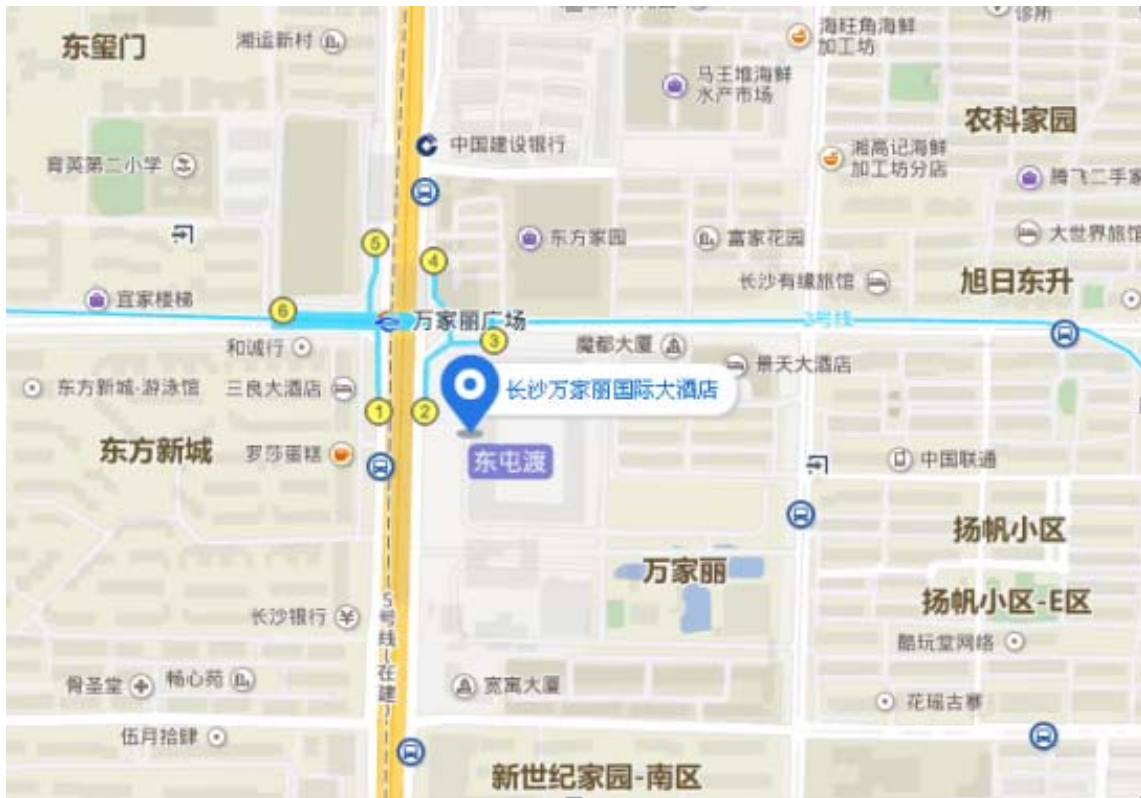 诊所
东玺门
湘运新村
海旺角海鲜
加工坊
马王堆海鲜
水产市场
农科家园
中国建设银行
湘高记海鲜
加工坊分店
育英第二小学
腾飞二手家
5
4
东方家园
富家花园
大世界旅馆
长沙有缘旅馆
旭日东升
宜家楼梯
6
万家丽广场
3号线
3
和诚行
魔都大厦
景天大酒店
东方新城-游泳馆
三良大酒店
长沙万家丽国际大酒店
1
2
东方新城
罗莎蛋糕
东屯渡
中国联通
扬帆小区
万家丽
扬帆小区-E区
长沙银行
5号线(在建)
酷玩堂网络
骨圣堂
畅心苑
宽寓大厦
花瑶古寨
伍月拾肆
新世纪家园-南区